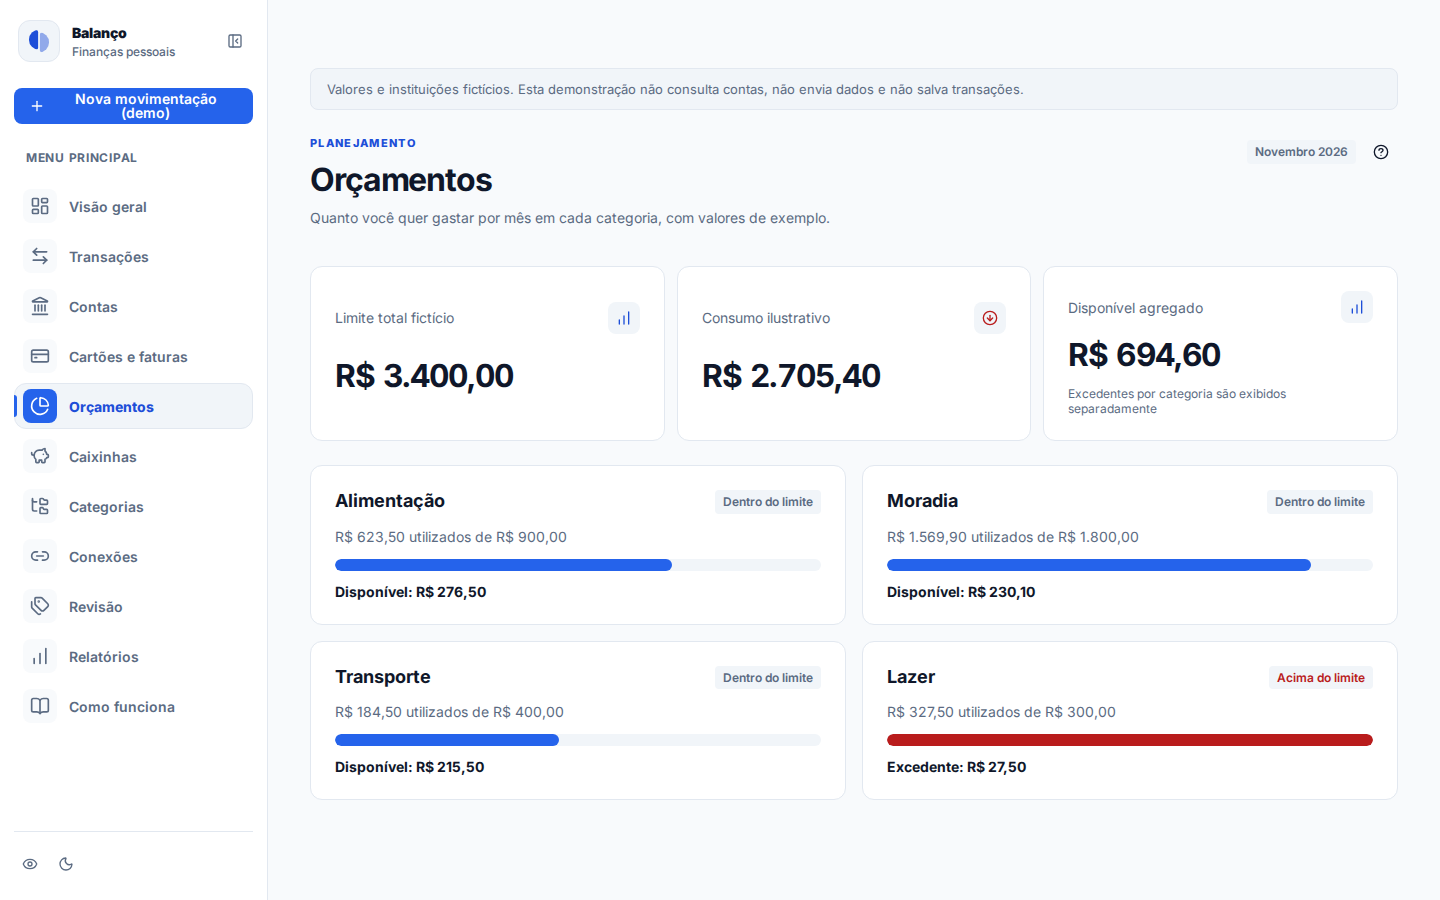 Balanço
Finanças pessoais
Nova movimentação
(demo)
MENU PRINCIPAL
Visão geral
Transações
Contas
Cartões e faturas
Orçamentos
Caixinhas
Categorias
Conexões
Revisão
Relatórios
Como funciona
Valores e instituições fictícios. Esta demonstração não consulta contas, não envia dados e não salva transações.
PLANEJAMENTO
Orçamentos
Quanto você quer gastar por mês em cada categoria, com valores de exemplo.
Novembro 2026
Limite total fictício
R$ 3.400,00
Consumo ilustrativo
R$ 2.705,40
Disponível agregado
R$ 694,60
Excedentes por categoria são exibidos
separadamente
Alimentação
Dentro do limite
R$ 623,50 utilizados de R$ 900,00
Disponível: R$ 276,50
Moradia
Dentro do limite
R$ 1.569,90 utilizados de R$ 1.800,00
Disponível: R$ 230,10
Transporte
Dentro do limite
R$ 184,50 utilizados de R$ 400,00
Disponível: R$ 215,50
Lazer
Acima do limite
R$ 327,50 utilizados de R$ 300,00
Excedente: R$ 27,50